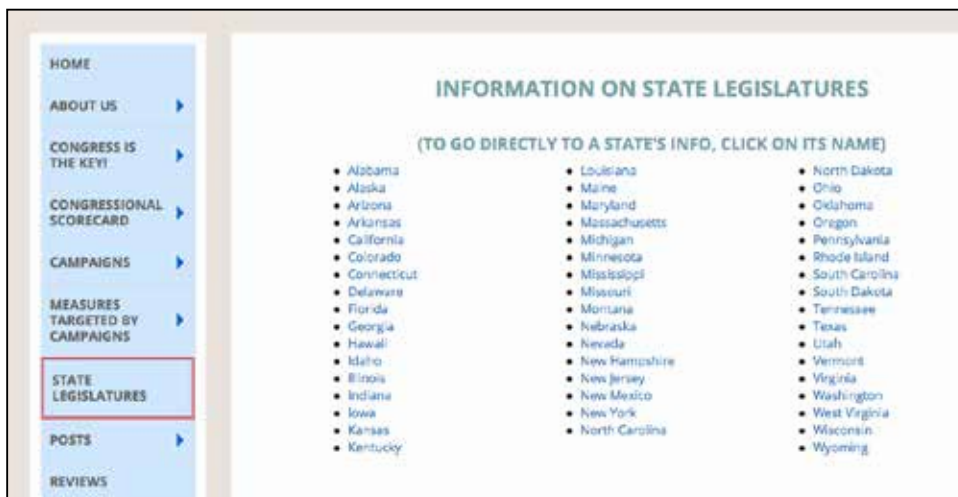 HOME
ABOUT US
CONGRESS IS
THE KEY!
CONGRESSIONAL
SCORECARD
CAMPAIGNS
MEASURES
TARGETED BY
CAMPAIGNS
STATE
LEGISLATURES
POSTS
REVIEWS
INFORMATION ON STATE LEGISLATURES
(TO GO DIRECTLY TO A STATE'S INFO, CLICK ON ITS NAME)
Alabama
Alaska
Arizona
Arkansas
California
Colorado
Connecticut
Delaware
Florida
Georgia
Hawaii
Idaho
Illinois
Indiana
Iowa
Kansas
Kentucky
Louisiana
Maine
Maryland
Massachusetts
Michigan
Minnesota
Mississippi
Missouri
Montana
Nebraska
Nevada
New Hampshire
New Jersey
New Mexico
New York
North Carolina
North Dakota
Ohio
Oklahoma
Oregon
Pennsylvania
Rhode Island
South Carolina
South Dakota
Tennessee
Texas
Utah
Vermont
Virginia
Washington
West Virginia
Wisconsin
Wyoming